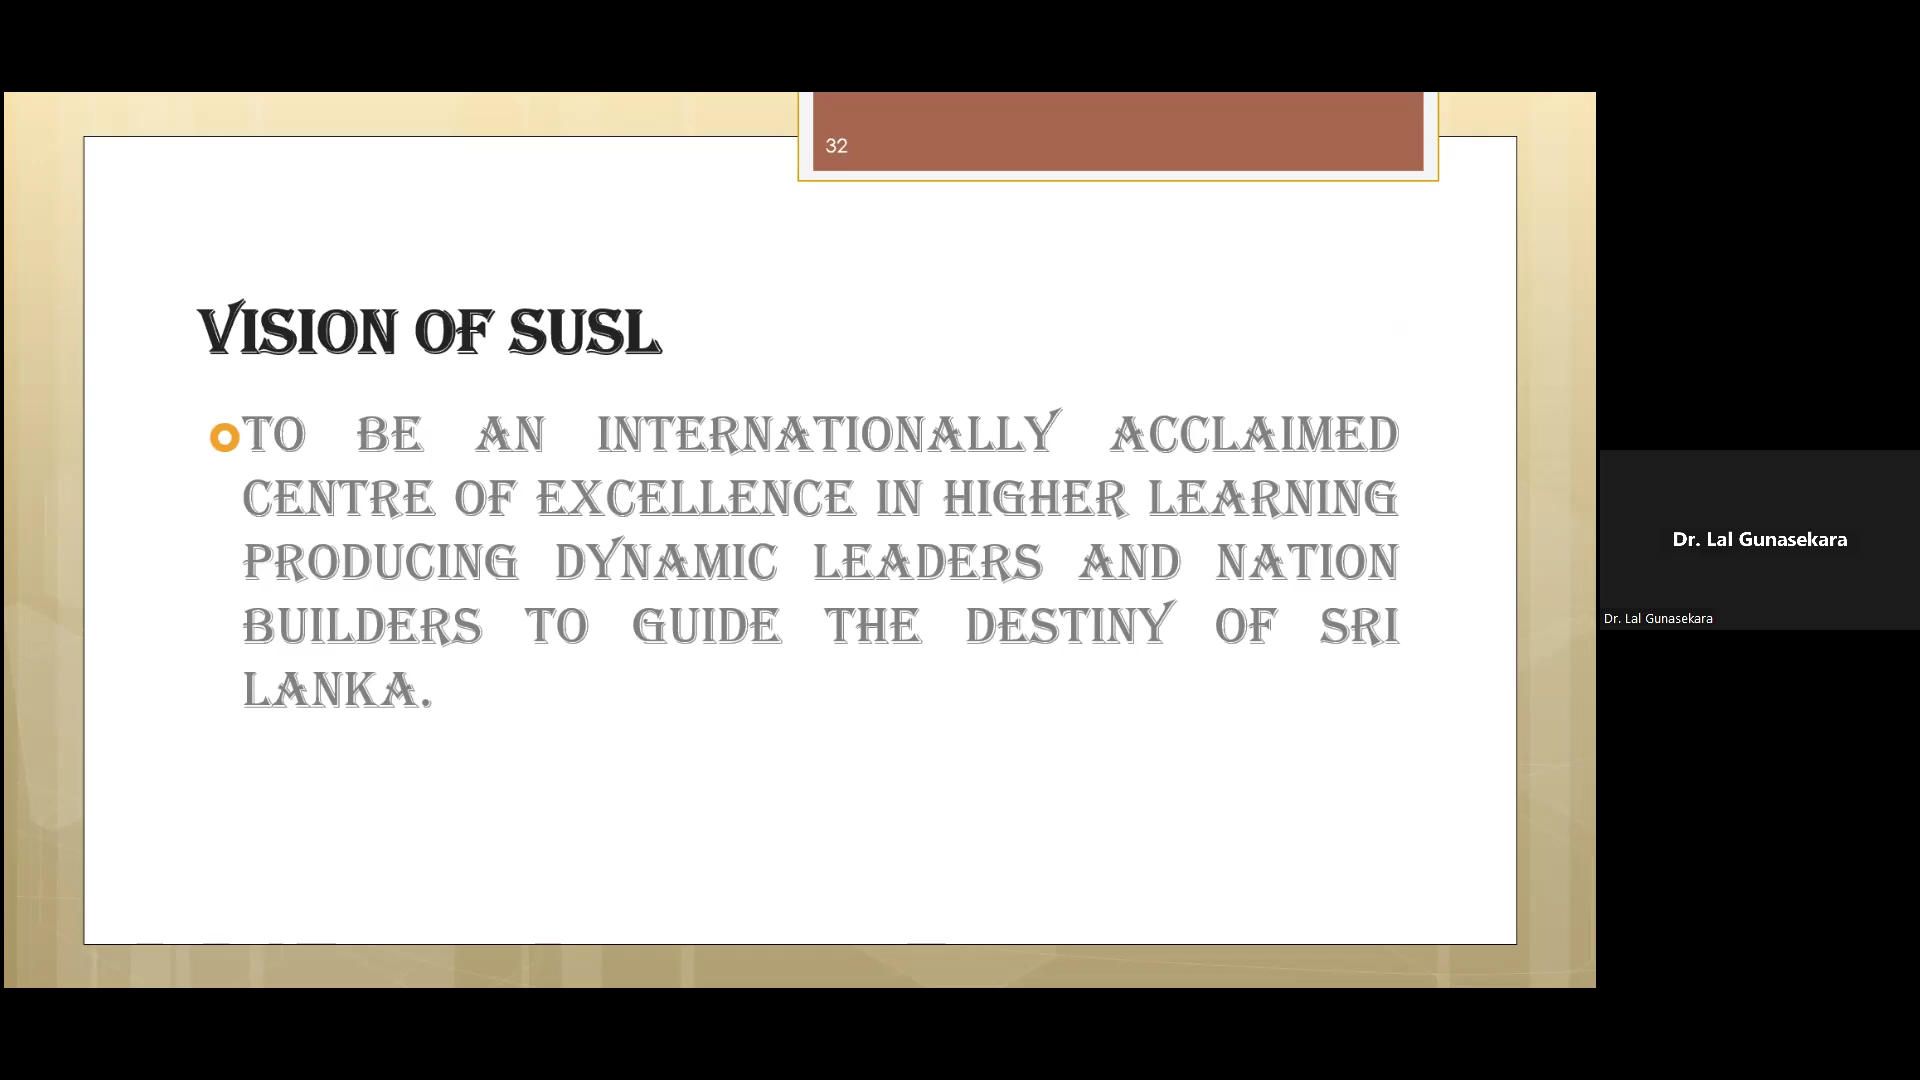 32
VISION OF SUSL
TO BE AN INTERNATIONALLY ACCLAIMED
CENTRE OF EXCELLENCE IN HIGHER LEARNING
PRODUCING DYNAMIC LEADERS AND NATION
BUILDERS TO GUIDE THE DESTINY OF SRI
LANKA.
Dr. Lal Gunasekara
Dr. Lal Gunasekara